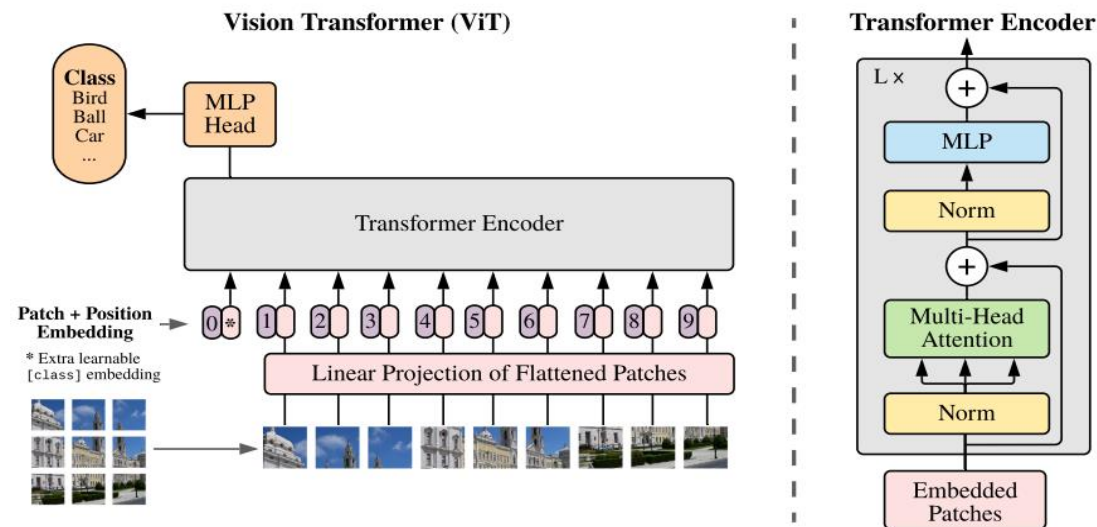 Vision Transformer (ViT)
Class
Bird
Ball
Car
...
MLP
Head
Transformer Encoder
Patch + Position
Embedding
* Extra learnable
[class] embedding
0 * 1 2 3 4 5 6 7 8 9
Linear Projection of Flattened Patches
Transformer Encoder
L ×
+
MLP
Norm
+
Multi-Head
Attention
Norm
Embedded
Patches